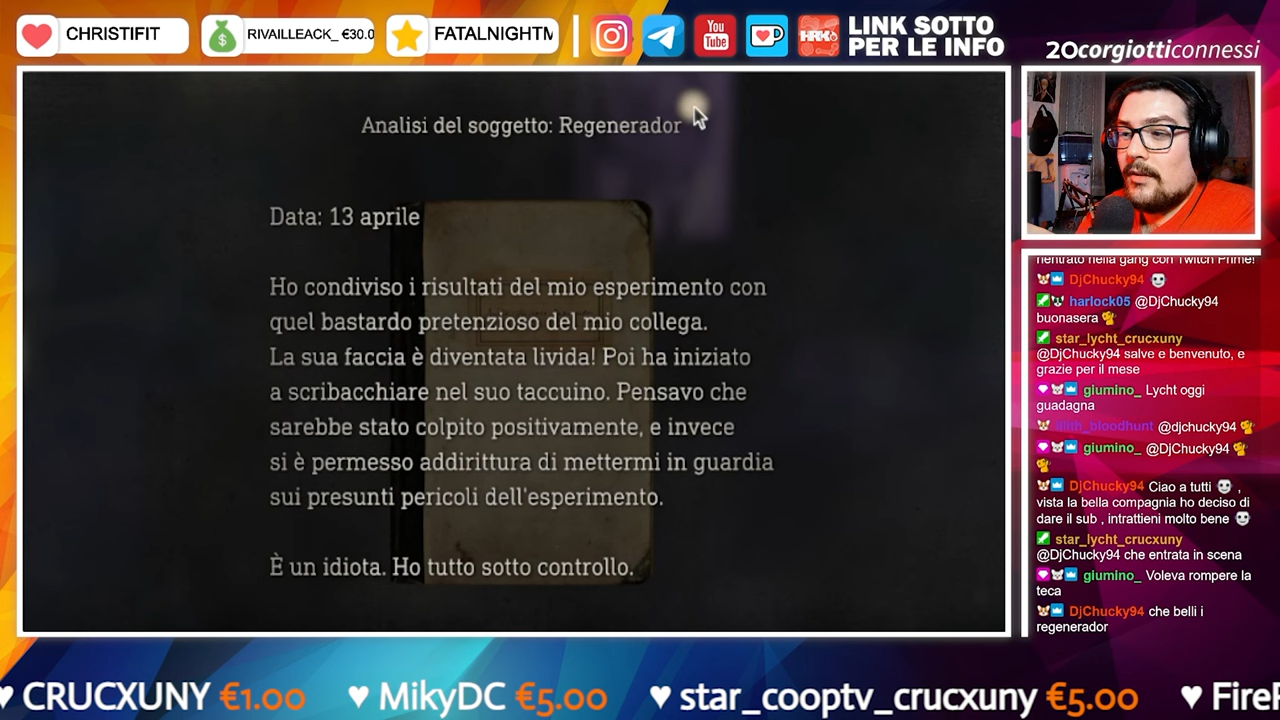 CHRISTIFIT
RIVAILLEACK_ €30.0
FATALNIGHTM
You
Tube
HRK
LINK SOTTO
PER LE INFO
20corgiotticonnessi
Analisi del soggetto: Regenerador
Data: 13 aprile
Ho condiviso i risultati del mio esperimento con
quel bastardo pretenzioso del mio collega.
La sua faccia è diventata livida! Poi ha iniziato
a scribacchiare nel suo taccuino. Pensavo che
sarebbe stato colpito positivamente, e invece
si è permesso addirittura di mettermi in guardia
sui presunti pericoli dell'esperimento.
È un idiota. Ho tutto sotto controllo.
rientrato nella gang con Twitch Prime!
DjChucky94
harlock05 @DjChucky94
buonasera
star_lycht_crucxuny
@DjChucky94 salve e benvenuto, e
grazie per il mese
giumino_ Lycht oggi
guadagna
lilith_bloodhunt @djchucky94
giumino_ @DjChucky94
DjChucky94 Ciao a tutti ,
vista la bella compagnia ho deciso di
dare il sub , intrattieni molto bene
star_lycht_crucxuny
@DjChucky94 che entrata in scena
giumino_ Voleva rompere la
teca
DjChucky94 che belli i
regenerador
CRUCXUNY €1.00 MikyDC €5.00 star_cooptv_crucxuny €5.00